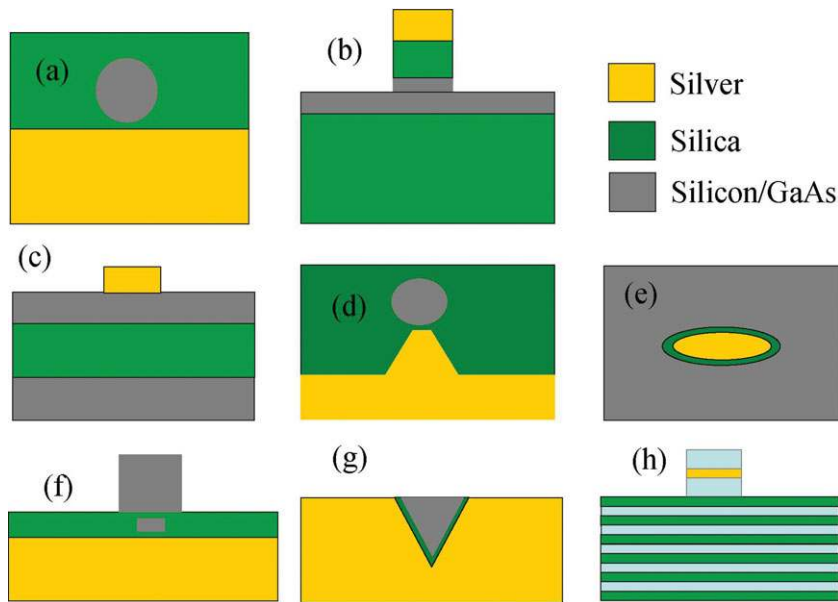 (a)
(b)
Silver
Silica
Silicon/GaAs
(c)
(d)
(e)
(f)
(g)
(h)